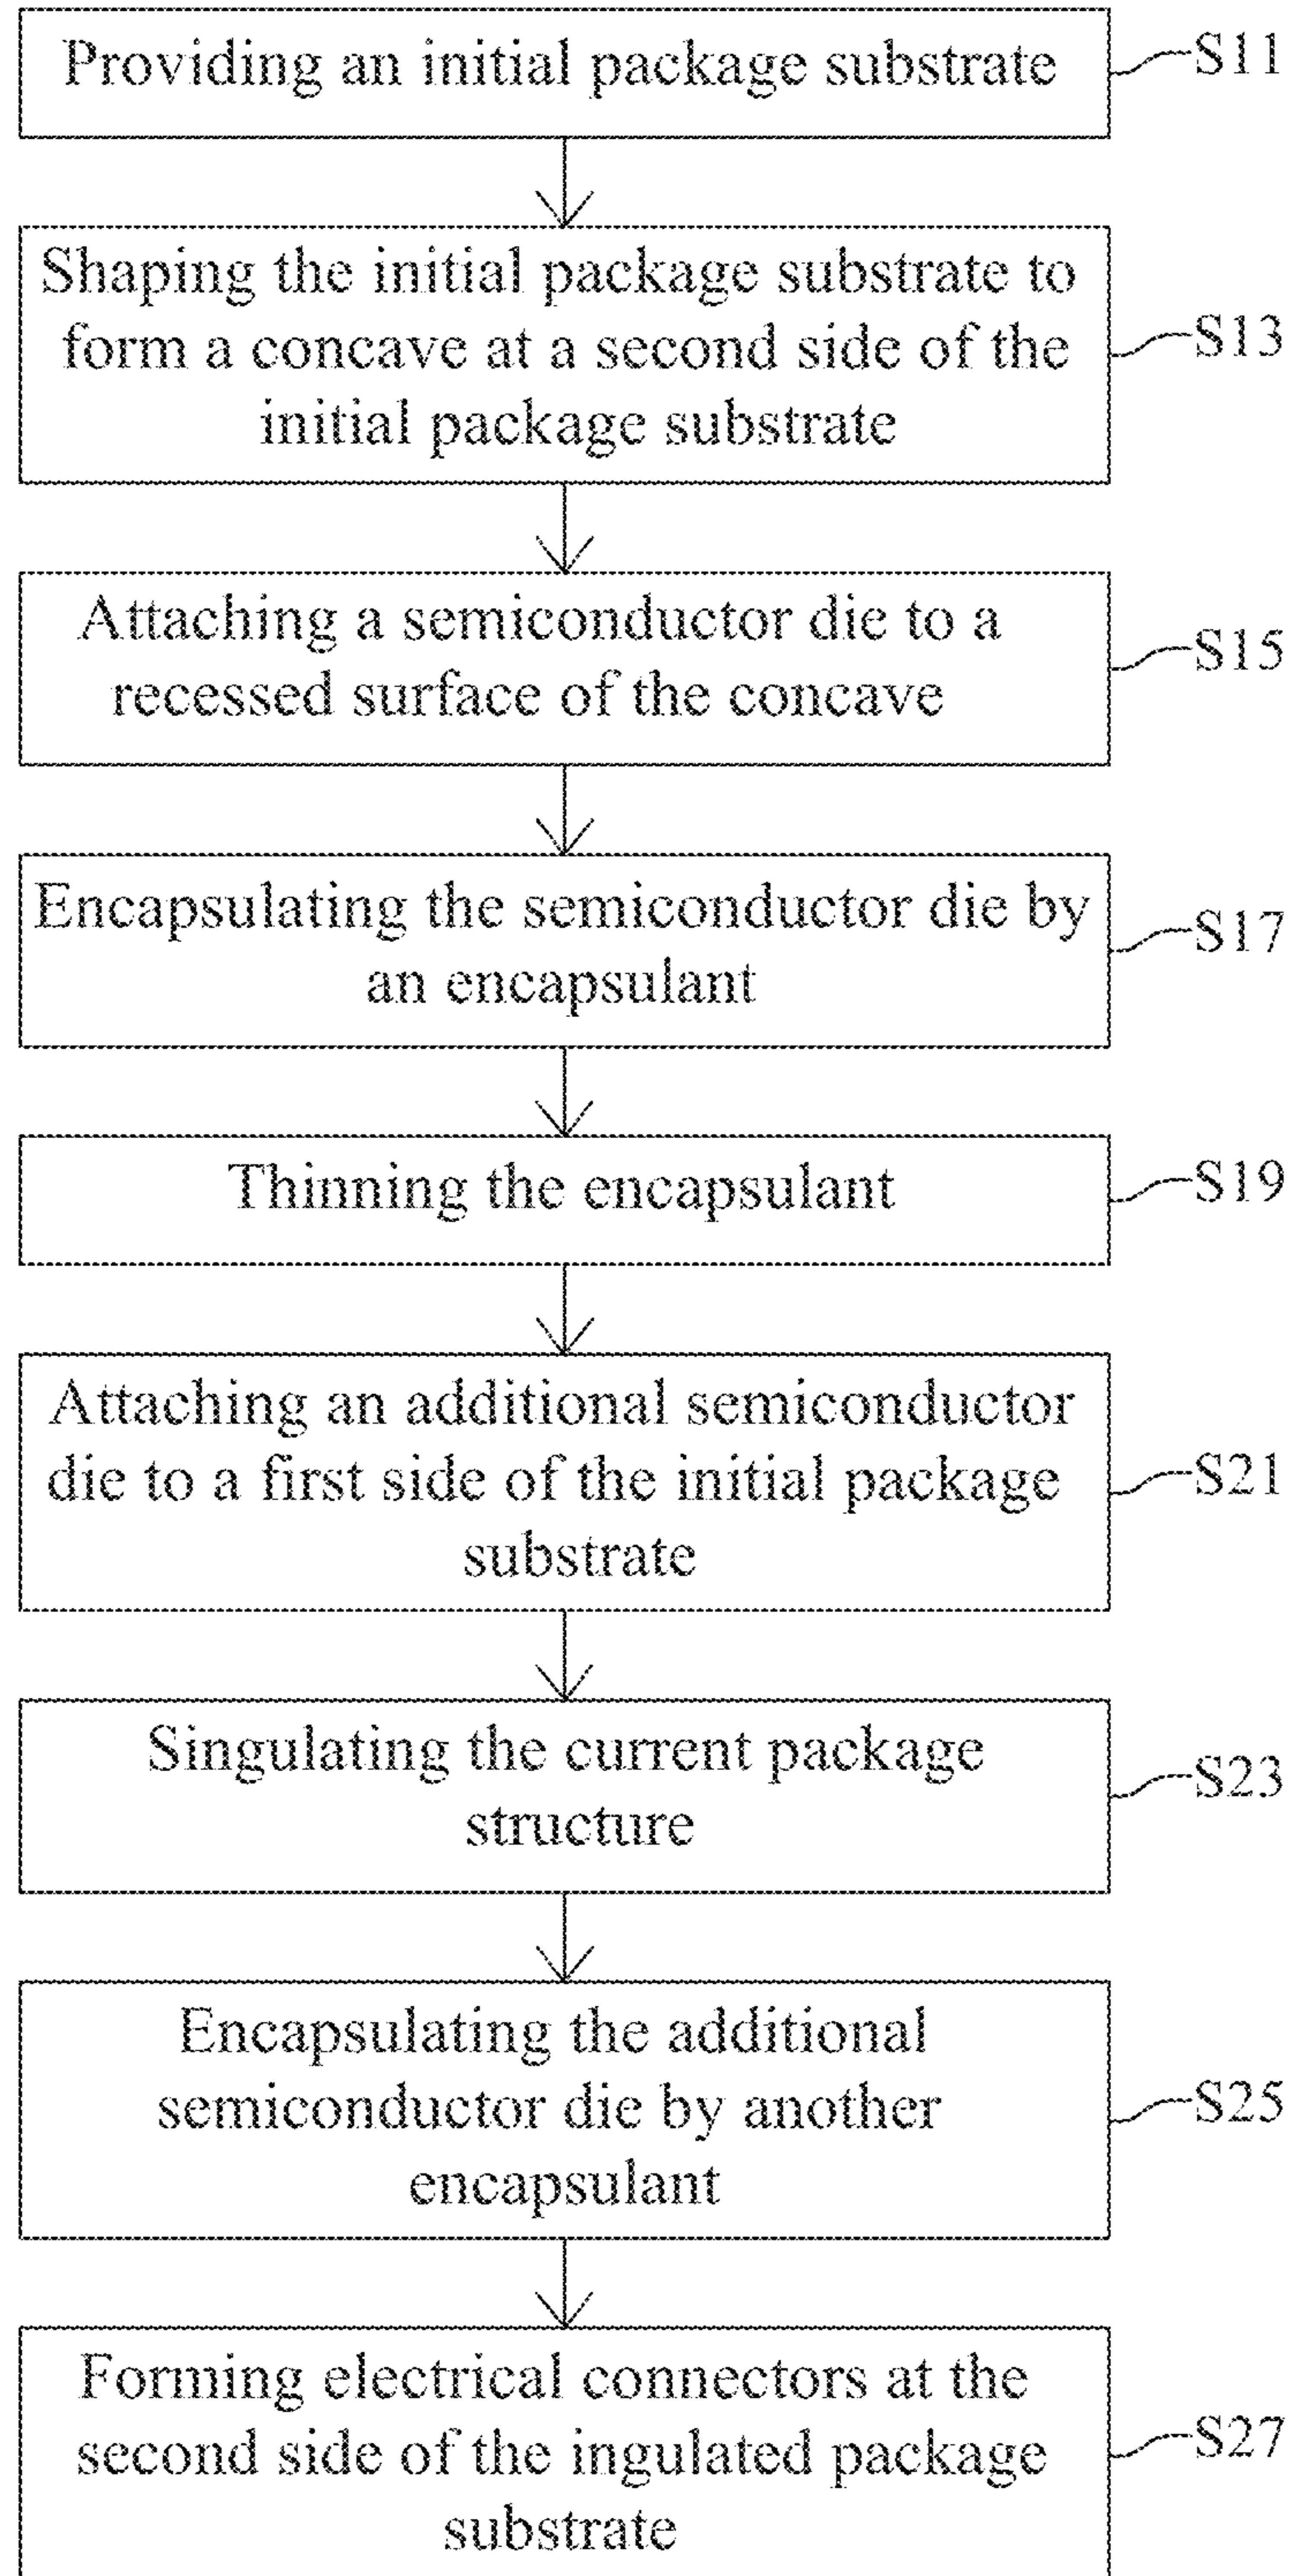 Providing an initial package substrate
S11
Shaping the initial package substrate to
form a concave at a second side of the
initial package substrate
S13
Attaching a semiconductor die to a
recessed surface of the concave
S15
Encapsulating the semiconductor die by
an encapsulant
S17
Thinning the encapsulant
S19
Attaching an additional semiconductor
die to a first side of the initial package
substrate
S21
Singulating the current package
structure
S23
Encapsulating the additional
semiconductor die by another
encapsulant
S25
Forming electrical connectors at the
second side of the ingulated package
substrate
S27